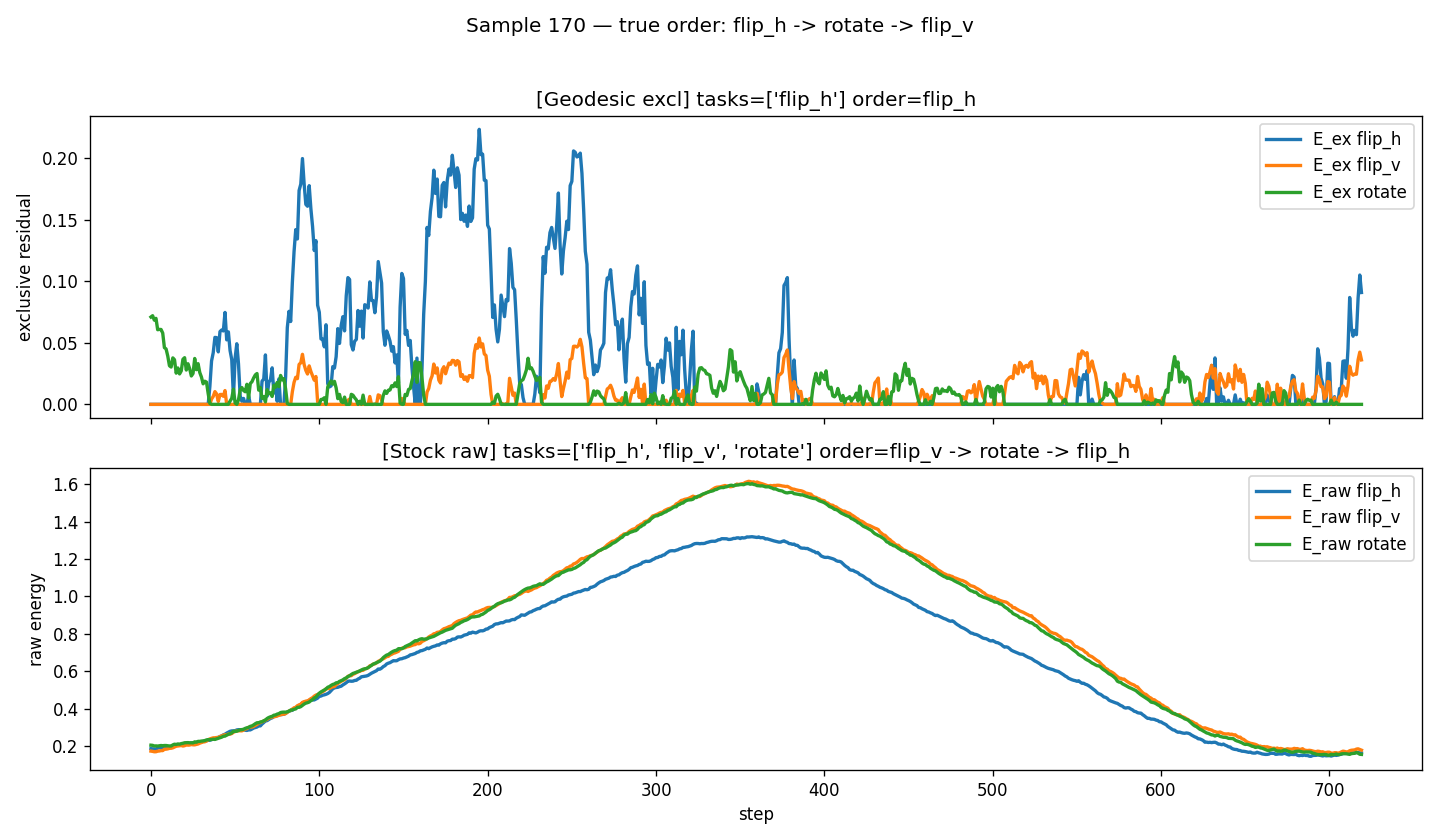 Sample 170 — true order: flip_h -> rotate -> flip_v
[Geodesic excl] tasks=['flip_h'] order=flip_h
exclusive residual
0.20
0.15
0.10
0.05
0.00
E_ex flip_h
E_ex flip_v
E_ex rotate
[Stock raw] tasks=['flip_h', 'flip_v', 'rotate'] order=flip_v -> rotate -> flip_h
raw energy
1.6
1.4
1.2
1.0
0.8
0.6
0.4
0.2
E_raw flip_h
E_raw flip_v
E_raw rotate
0 100 200 300 400 500 600 700
step